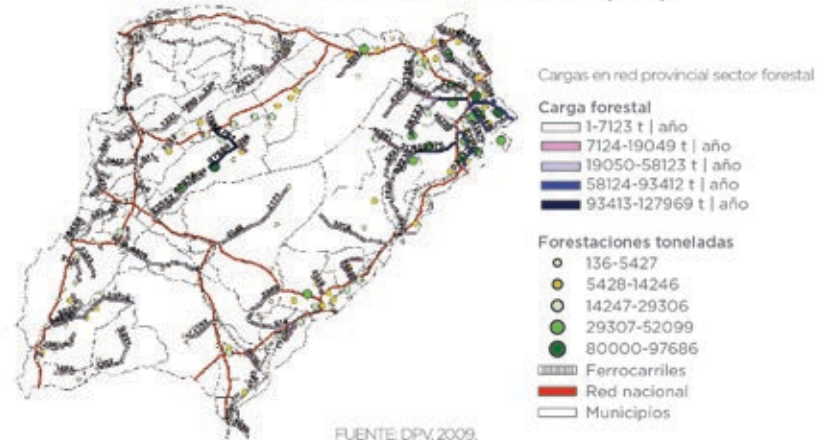 Cargas en red provincial sector forestal
Carga forestal
1-7123 t | año
7124-19049 t | año
19050-58123 t | año
58124-93412 t | año
93413-127969 t | año
Forestaciones toneladas
136-5427
5428-14246
14247-29306
29307-52099
80000-97686
Ferrocarriles
Red nacional
Municipios
FUENTE: DPV, 2009.